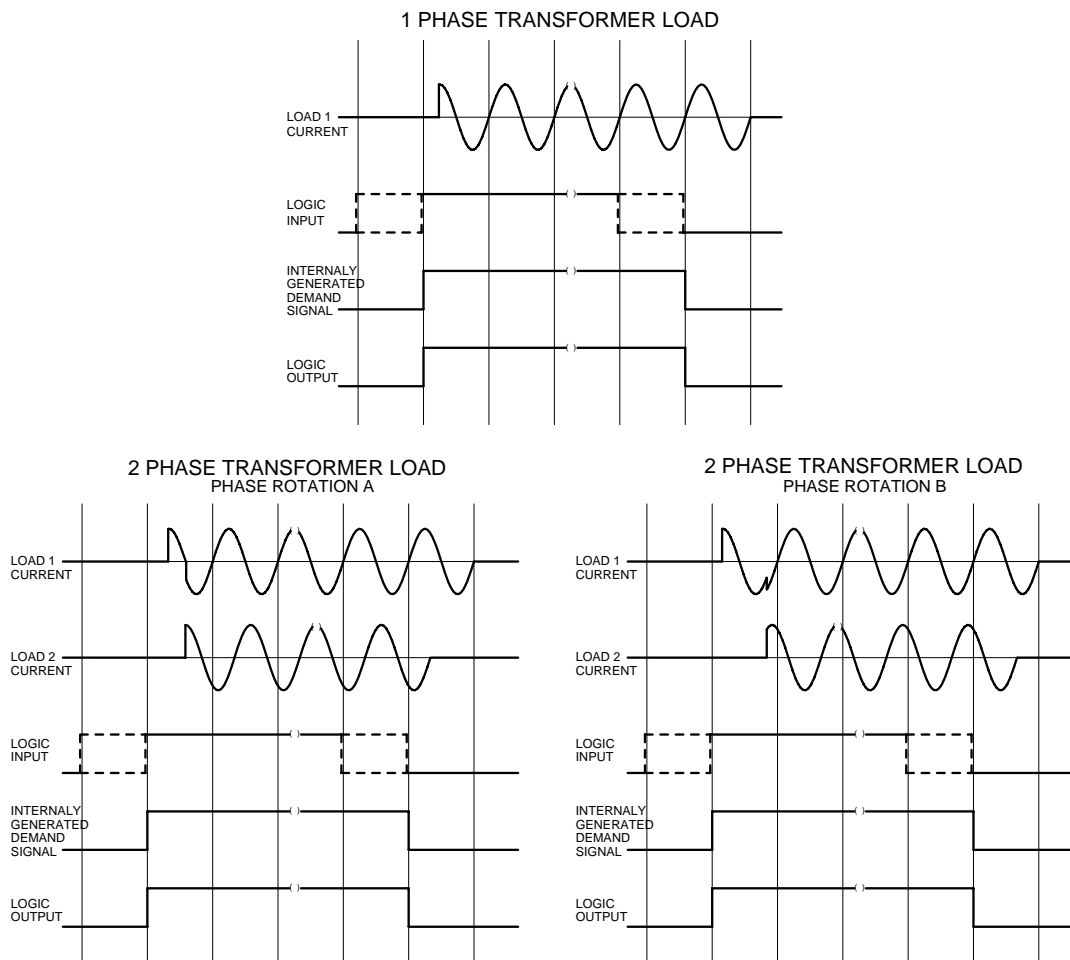 1 PHASE TRANSFORMER LOAD
LOAD 1
CURRENT
LOGIC
INPUT
INTERNALY
GENERATED
DEMAND
SIGNAL
LOGIC
OUTPUT
2 PHASE TRANSFORMER LOAD
PHASE ROTATION A
LOAD 1
CURRENT
LOAD 2
CURRENT
LOGIC
INPUT
INTERNALY
GENERATED
DEMAND
SIGNAL
LOGIC
OUTPUT
2 PHASE TRANSFORMER LOAD
PHASE ROTATION B
LOAD 1
CURRENT
LOAD 2
CURRENT
LOGIC
INPUT
INTERNALY
GENERATED
DEMAND
SIGNAL
LOGIC
OUTPUT